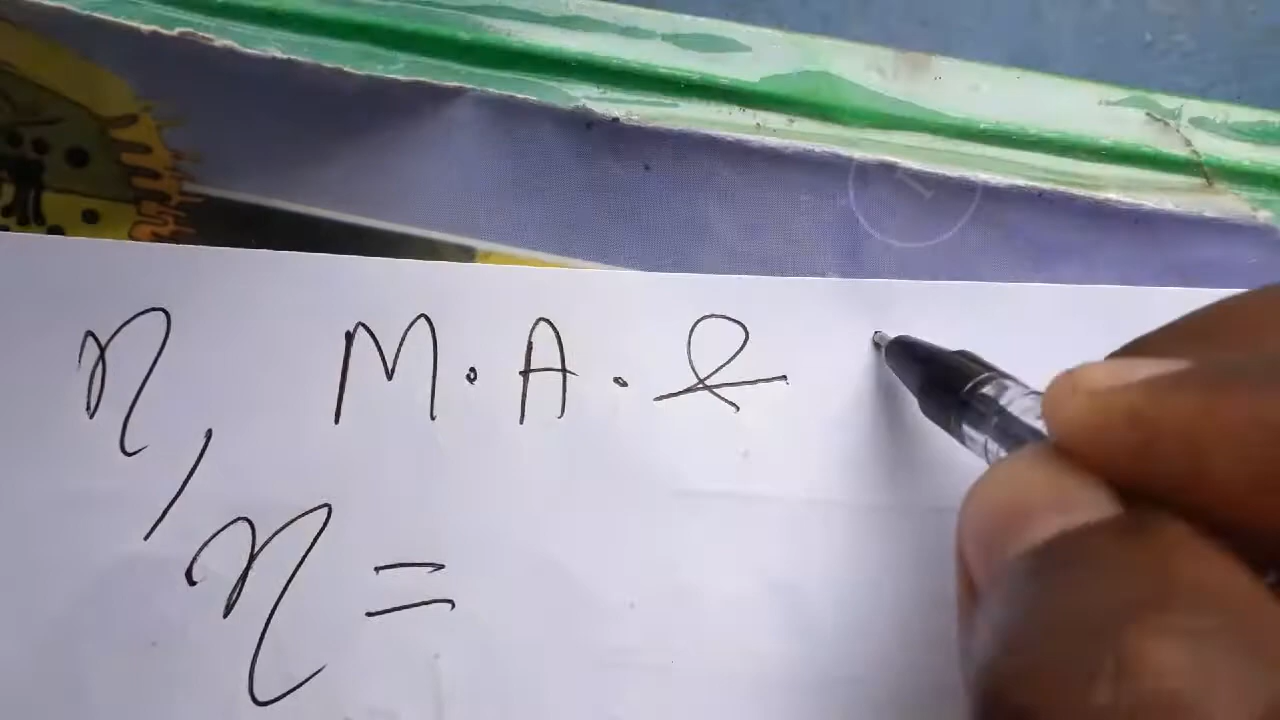 η, M.A. &
η =